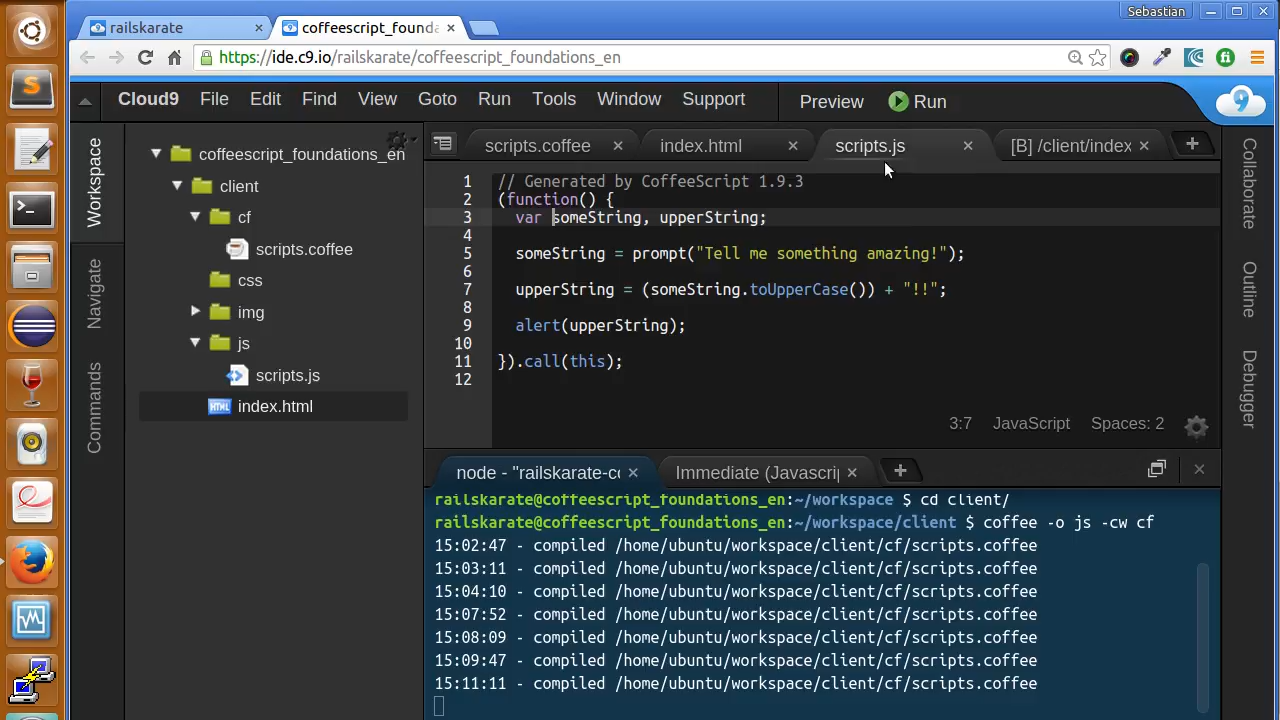 Sebastian
railskarate
coffeescript_founda
https://ide.c9.io/railskarate/coffeescript_foundations_en
Cloud9 File Edit Find View Goto Run Tools Window Support Preview Run
Workspace
Navigate
Commands
coffeescript_foundations_en
client
cf
scripts.coffee
css
img
js
scripts.js
index.html
scripts.coffee index.html scripts.js [B] /client/index
1 // Generated by CoffeeScript 1.9.3
2 (function() {
3 var someString, upperString;
4
5 someString = prompt("Tell me something amazing!");
6
7 upperString = (someString.toUpperCase()) + "!!";
8
9 alert(upperString);
10
11 }).call(this);
12
3:7 JavaScript Spaces: 2
Collaborate
Outline
Debugger
node - "railskarate-co Immediate (Javascrip
railskarate@coffeescript_foundations_en:~/workspace $ cd client/
railskarate@coffeescript_foundations_en:~/workspace/client $ coffee -o js -cw cf
15:02:47 - compiled /home/ubuntu/workspace/client/cf/scripts.coffee
15:03:11 - compiled /home/ubuntu/workspace/client/cf/scripts.coffee
15:04:10 - compiled /home/ubuntu/workspace/client/cf/scripts.coffee
15:07:52 - compiled /home/ubuntu/workspace/client/cf/scripts.coffee
15:08:09 - compiled /home/ubuntu/workspace/client/cf/scripts.coffee
15:09:47 - compiled /home/ubuntu/workspace/client/cf/scripts.coffee
15:11:11 - compiled /home/ubuntu/workspace/client/cf/scripts.coffee